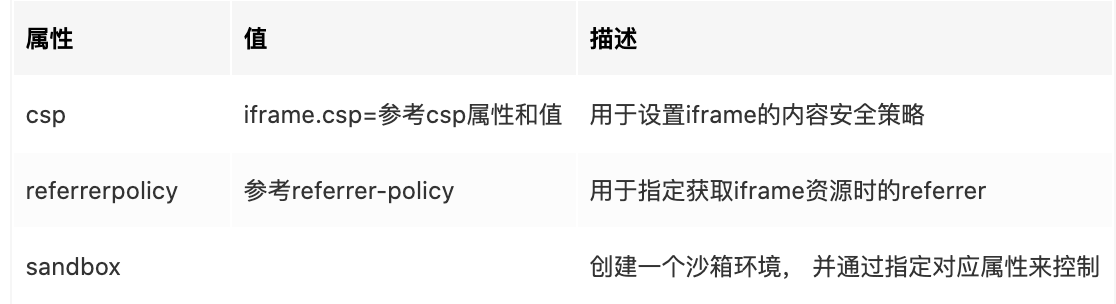 属性 值 描述
csp iframe.csp=参考csp属性和值 用于设置iframe的内容安全策略
referrerpolicy 参考referrer-policy 用于指定获取iframe资源时的referrer
sandbox 创建一个沙箱环境， 并通过指定对应属性来控制